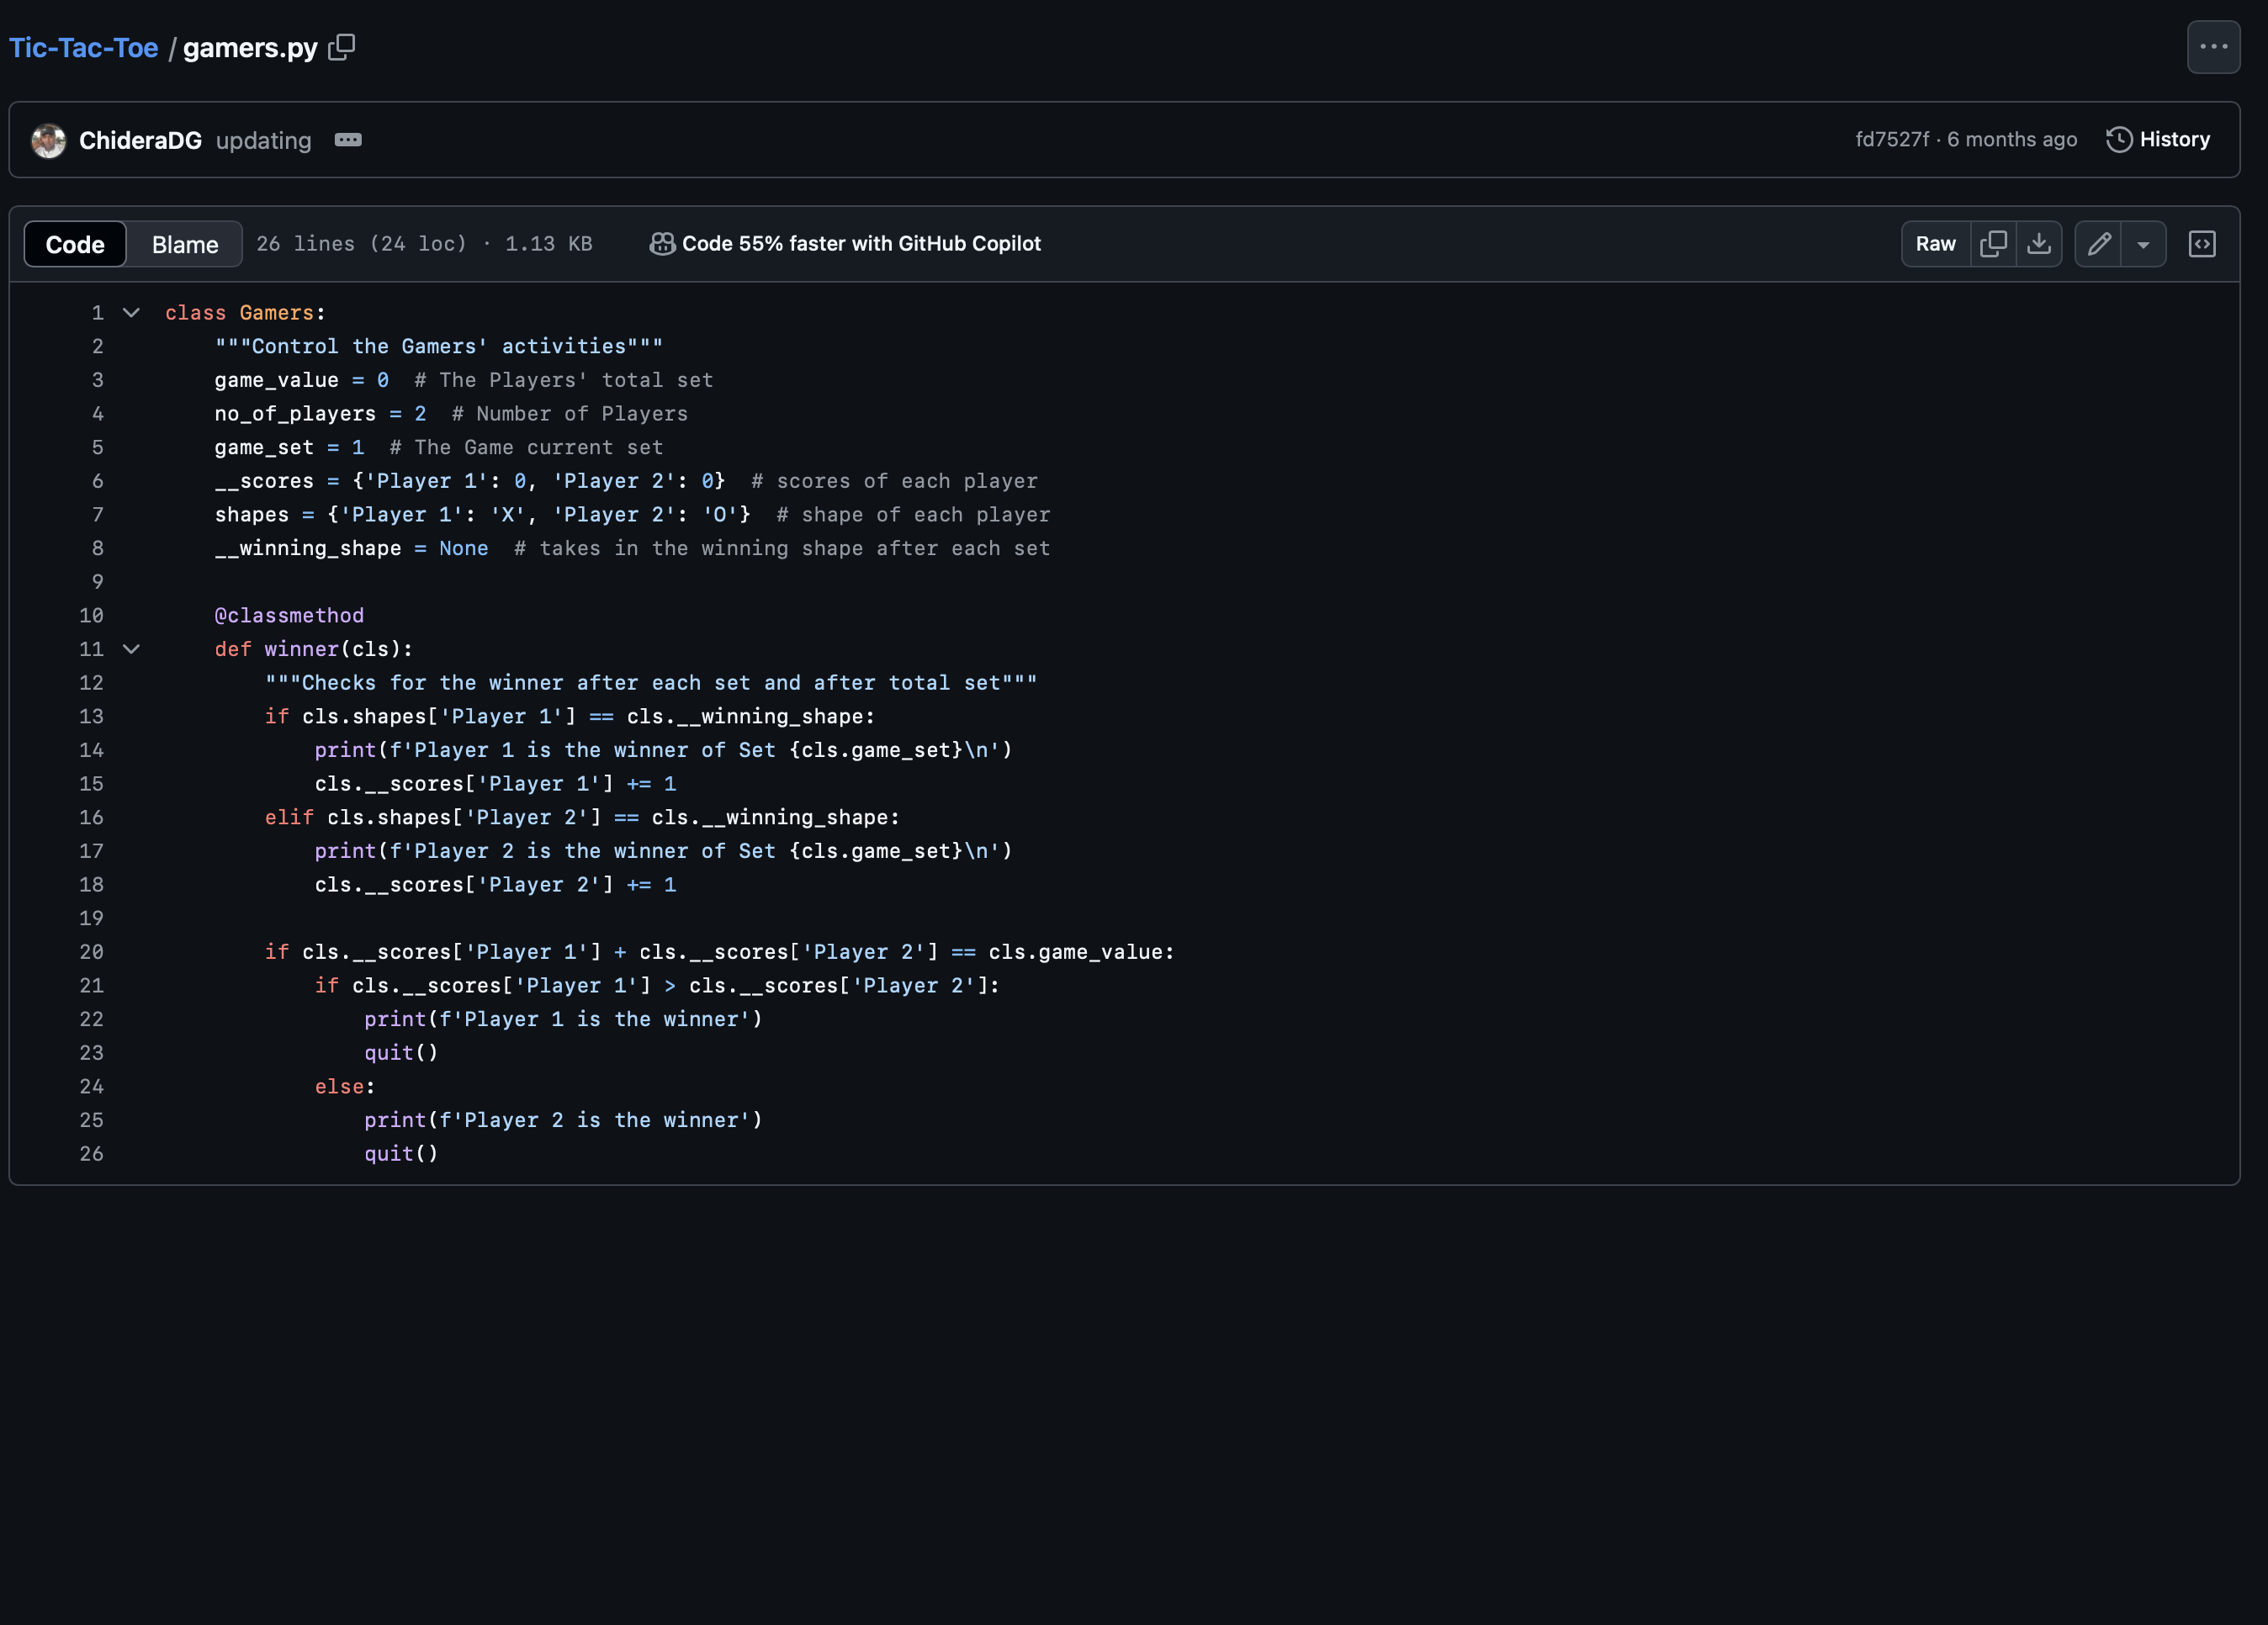 Tic-Tac-Toe / gamers.py
ChideraDG updating
fd7527f · 6 months ago History
Code Blame 26 lines (24 loc) · 1.13 KB Code 55% faster with GitHub Copilot Raw
1 class Gamers:
2     """Control the Gamers' activities"""
3     game_value = 0  # The Players' total set
4     no_of_players = 2  # Number of Players
5     game_set = 1  # The Game current set
6     __scores = {'Player 1': 0, 'Player 2': 0}  # scores of each player
7     shapes = {'Player 1': 'X', 'Player 2': 'O'}  # shape of each player
8     __winning_shape = None  # takes in the winning shape after each set
9
10     @classmethod
11     def winner(cls):
12         """Checks for the winner after each set and after total set"""
13         if cls.shapes['Player 1'] == cls.__winning_shape:
14             print(f'Player 1 is the winner of Set {cls.game_set}\n')
15             cls.__scores['Player 1'] += 1
16         elif cls.shapes['Player 2'] == cls.__winning_shape:
17             print(f'Player 2 is the winner of Set {cls.game_set}\n')
18             cls.__scores['Player 2'] += 1
19
20         if cls.__scores['Player 1'] + cls.__scores['Player 2'] == cls.game_value:
21             if cls.__scores['Player 1'] > cls.__scores['Player 2']:
22                 print(f'Player 1 is the winner')
23                 quit()
24             else:
25                 print(f'Player 2 is the winner')
26                 quit()